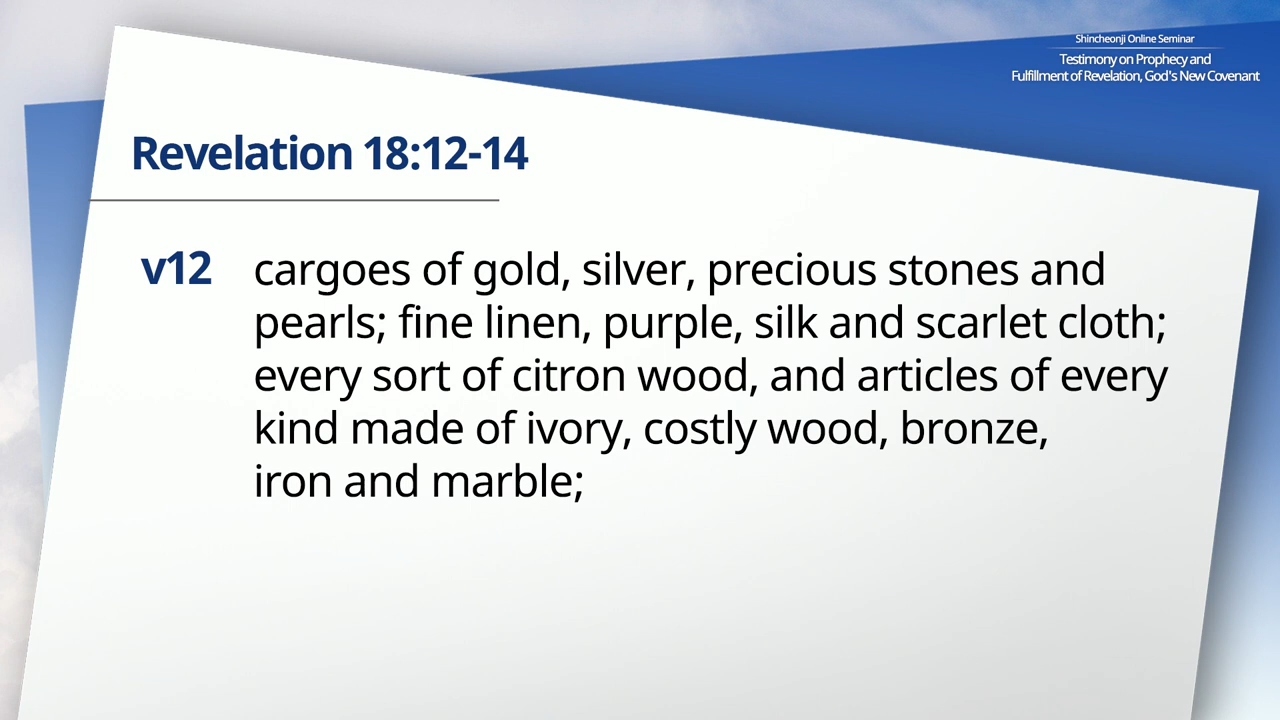 Shincheonji Online Seminar
Testimony on Prophecy and
Fulfillment of Revelation, God's New Covenant
Revelation 18:12-14
v12 cargoes of gold, silver, precious stones and
pearls; fine linen, purple, silk and scarlet cloth;
every sort of citron wood, and articles of every
kind made of ivory, costly wood, bronze,
iron and marble;